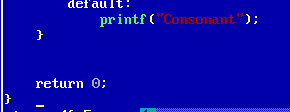 default:
printf("Consonant");
}
return 0;
}